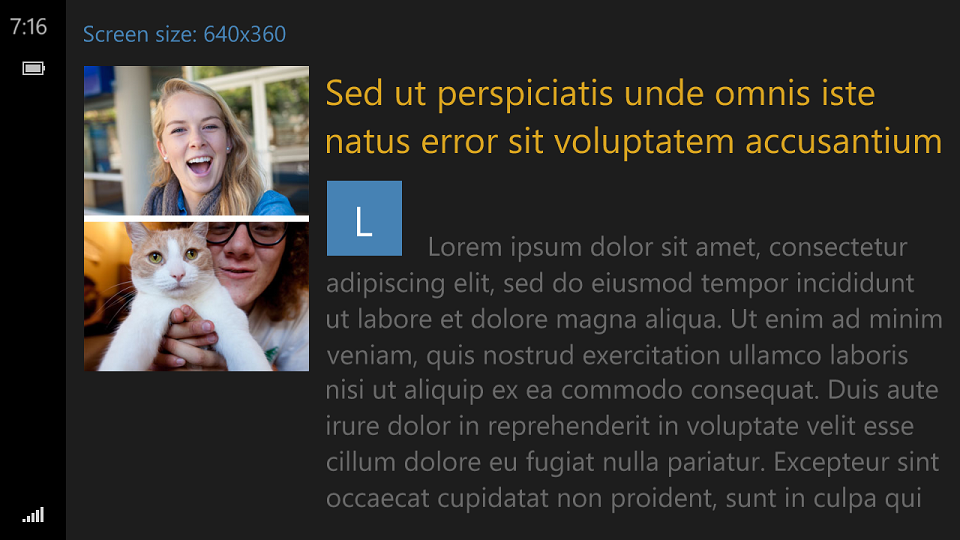 7:16
Screen size: 640x360
Sed ut perspiciatis unde omnis iste
natus error sit voluptatem accusantium
L
Lorem ipsum dolor sit amet, consectetur
adipiscing elit, sed do eiusmod tempor incididunt
ut labore et dolore magna aliqua. Ut enim ad minim
veniam, quis nostrud exercitation ullamco laboris
nisi ut aliquip ex ea commodo consequat. Duis aute
irure dolor in reprehenderit in voluptate velit esse
cillum dolore eu fugiat nulla pariatur. Excepteur sint
occaecat cupidatat non proident, sunt in culpa qui